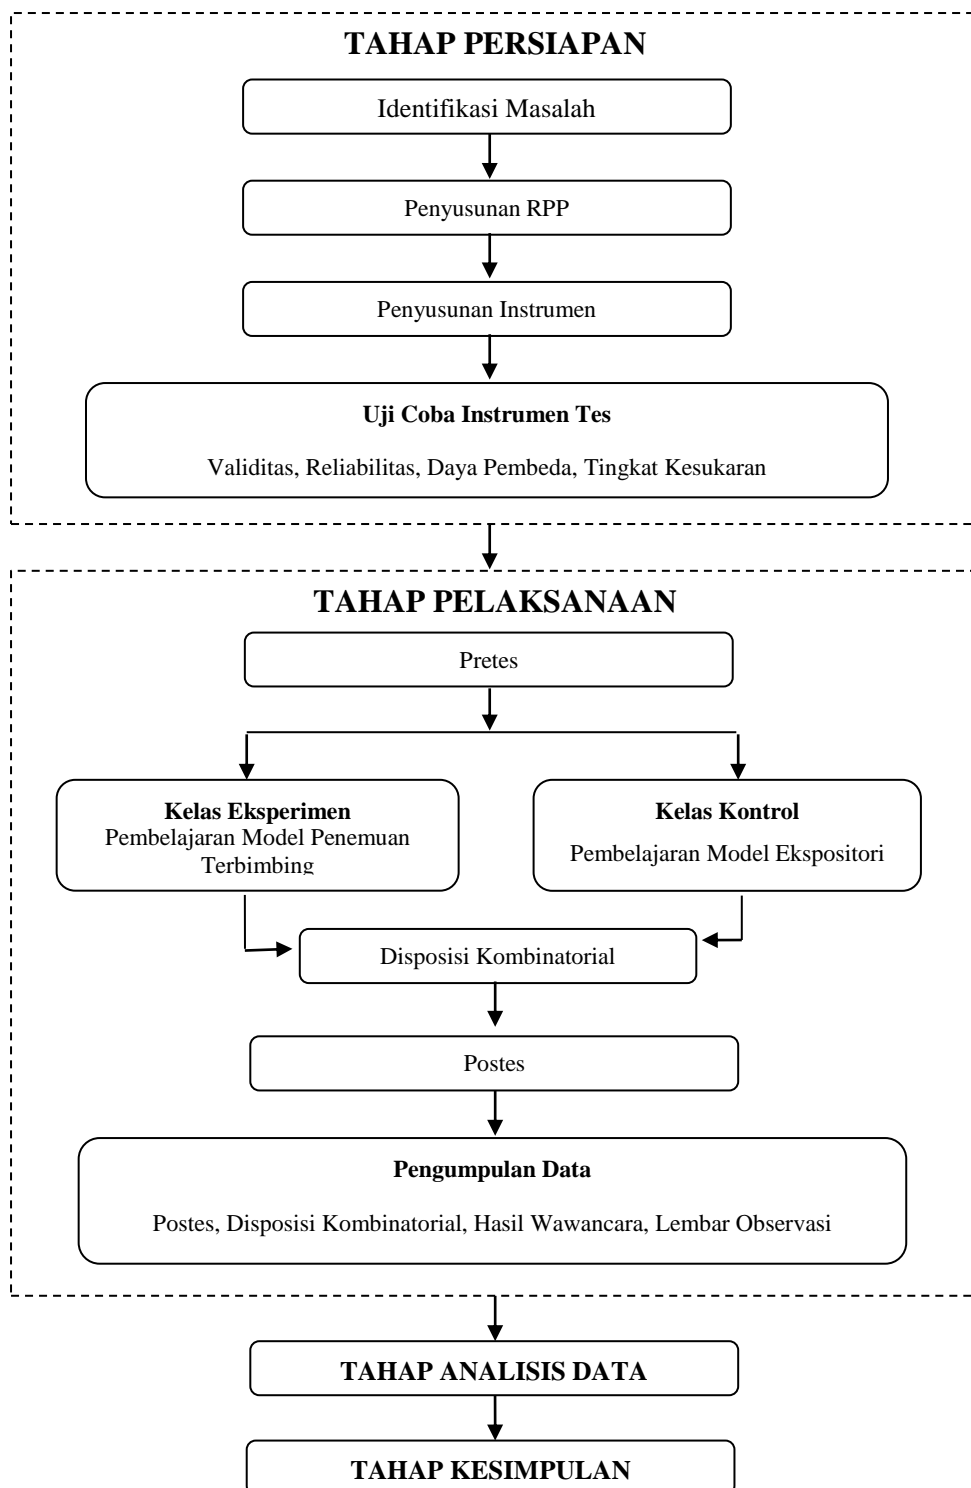 TAHAP PERSIAPAN
Identifikasi Masalah
Penyusunan RPP
Penyusunan Instrumen
Uji Coba Instrumen Tes
Validitas, Reliabilitas, Daya Pembeda, Tingkat Kesukaran
TAHAP PELAKSANAAN
Pretes
Kelas Eksperimen
Pembelajaran Model Penemuan
Terbimbing
Kelas Kontrol
Pembelajaran Model Ekspositori
Disposisi Kombinatorial
Postes
Pengumpulan Data
Postes, Disposisi Kombinatorial, Hasil Wawancara, Lembar Observasi
TAHAP ANALISIS DATA
TAHAP KESIMPULAN